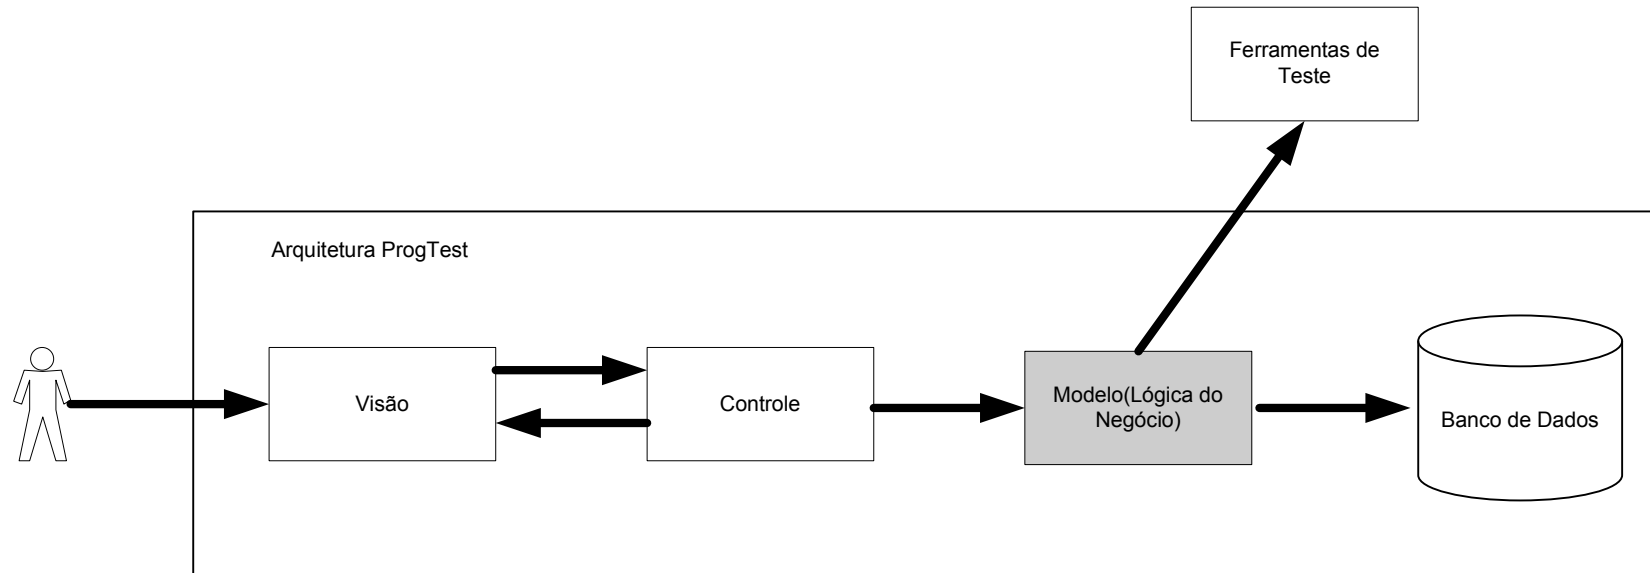 Ferramentas de
Teste
Arquitetura ProgTest
Visão
Controle
Modelo(Lógica do
Negócio)
Banco de Dados